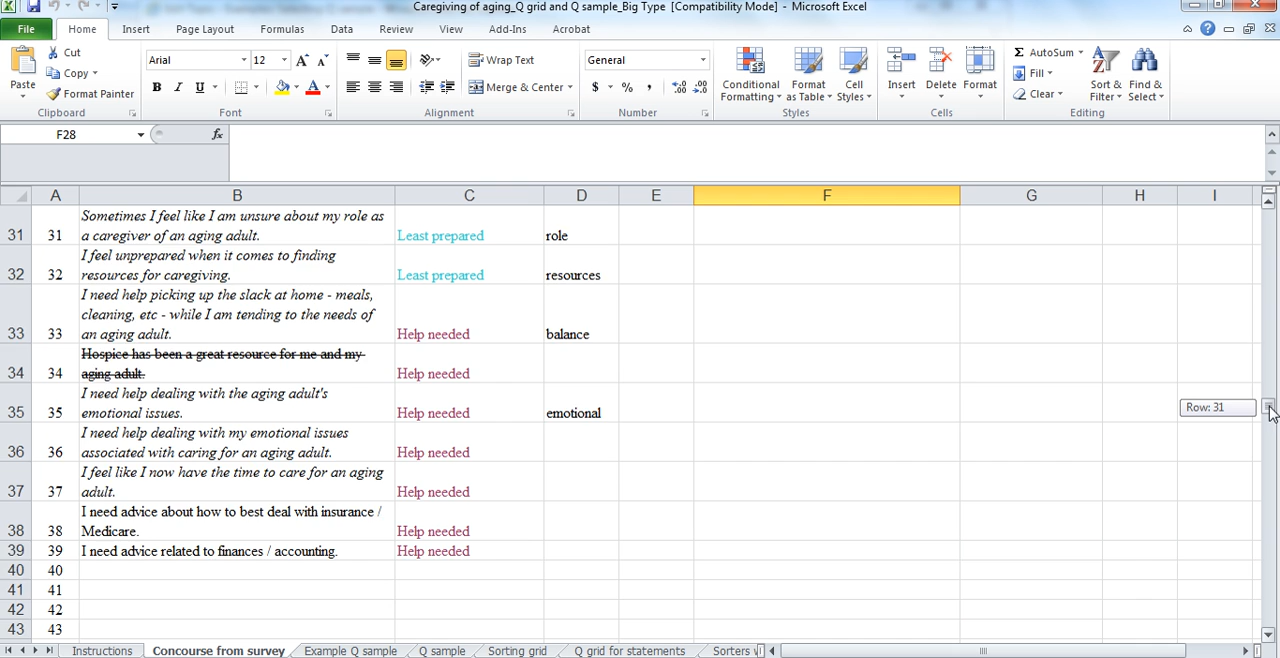 Caregiving of aging_Q grid and Q sample_Big Type [Compatibility Mode] - Microsoft Excel
File Home Insert Page Layout Formulas Data Review View Add-Ins Acrobat
Cut
Copy
Format Painter
Paste
Clipboard
Arial 12 A A
B I U A
Font
Wrap Text
Merge & Center
Alignment
General
$ % , .00 .0
Number
Conditional Formatting
Format as Table
Cell Styles
Styles
Insert Delete Format
Cells
Σ AutoSum
Fill
Clear
Sort & Filter
Find & Select
Editing
F28 fx
A B C D E F G H I
31 31 Sometimes I feel like I am unsure about my role as
a caregiver of an aging adult. Least prepared role
32 32 I feel unprepared when it comes to finding
resources for caregiving. Least prepared resources
33 33 I need help picking up the slack at home - meals,
cleaning, etc - while I am tending to the needs of
an aging adult. Help needed balance
34 34 Hospice has been a great resource for me and my
aging adult. Help needed
35 35 I need help dealing with the aging adult's
emotional issues. Help needed emotional
36 36 I need help dealing with my emotional issues
associated with caring for an aging adult. Help needed
37 37 I feel like I now have the time to care for an aging
adult. Help needed
38 38 I need advice about how to best deal with insurance /
Medicare. Help needed
39 39 I need advice related to finances / accounting. Help needed
40 40
41 41
42 42
43 43
Row: 31
Instructions Concourse from survey Example Q sample Q sample Sorting grid Q grid for statements Sorters